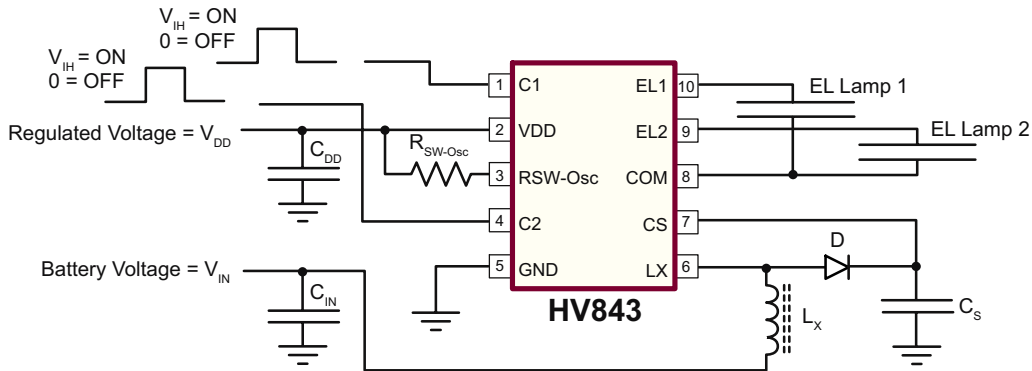 V_IH = ON
0 = OFF
V_IH = ON
0 = OFF
Regulated Voltage = V_DD
C_DD
R_SW-Osc
1 C1 EL1 10
2 VDD EL2 9
3 RSW-Osc COM 8
4 C2 CS 7
5 GND LX 6
HV843
EL Lamp 1
EL Lamp 2
Battery Voltage = V_IN
C_IN
D
L_X
C_S